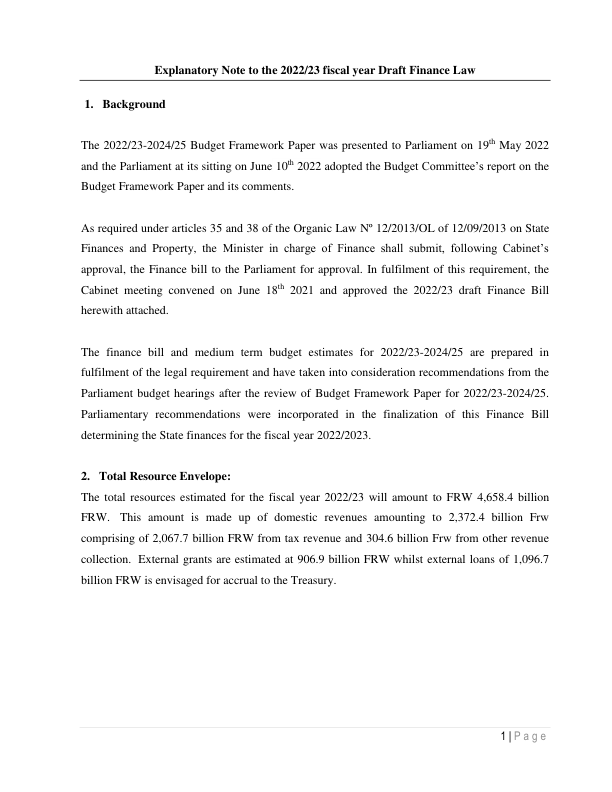 Explanatory Note to the 2022/23 fiscal year Draft Finance Law
1. Background
The 2022/23-2024/25 Budget Framework Paper was presented to Parliament on 19th May 2022
and the Parliament at its sitting on June 10th 2022 adopted the Budget Committee's report on the
Budget Framework Paper and its comments.
As required under articles 35 and 38 of the Organic Law Nº 12/2013/OL of 12/09/2013 on State
Finances and Property, the Minister in charge of Finance shall submit, following Cabinet's
approval, the Finance bill to the Parliament for approval. In fulfilment of this requirement, the
Cabinet meeting convened on June 18th 2021 and approved the 2022/23 draft Finance Bill
herewith attached.
The finance bill and medium term budget estimates for 2022/23-2024/25 are prepared in
fulfilment of the legal requirement and have taken into consideration recommendations from the
Parliament budget hearings after the review of Budget Framework Paper for 2022/23-2024/25.
Parliamentary recommendations were incorporated in the finalization of this Finance Bill
determining the State finances for the fiscal year 2022/2023.
2. Total Resource Envelope:
The total resources estimated for the fiscal year 2022/23 will amount to FRW 4,658.4 billion
FRW. This amount is made up of domestic revenues amounting to 2,372.4 billion Frw
comprising of 2,067.7 billion FRW from tax revenue and 304.6 billion Frw from other revenue
collection. External grants are estimated at 906.9 billion FRW whilst external loans of 1,096.7
billion FRW is envisaged for accrual to the Treasury.
1 | Page